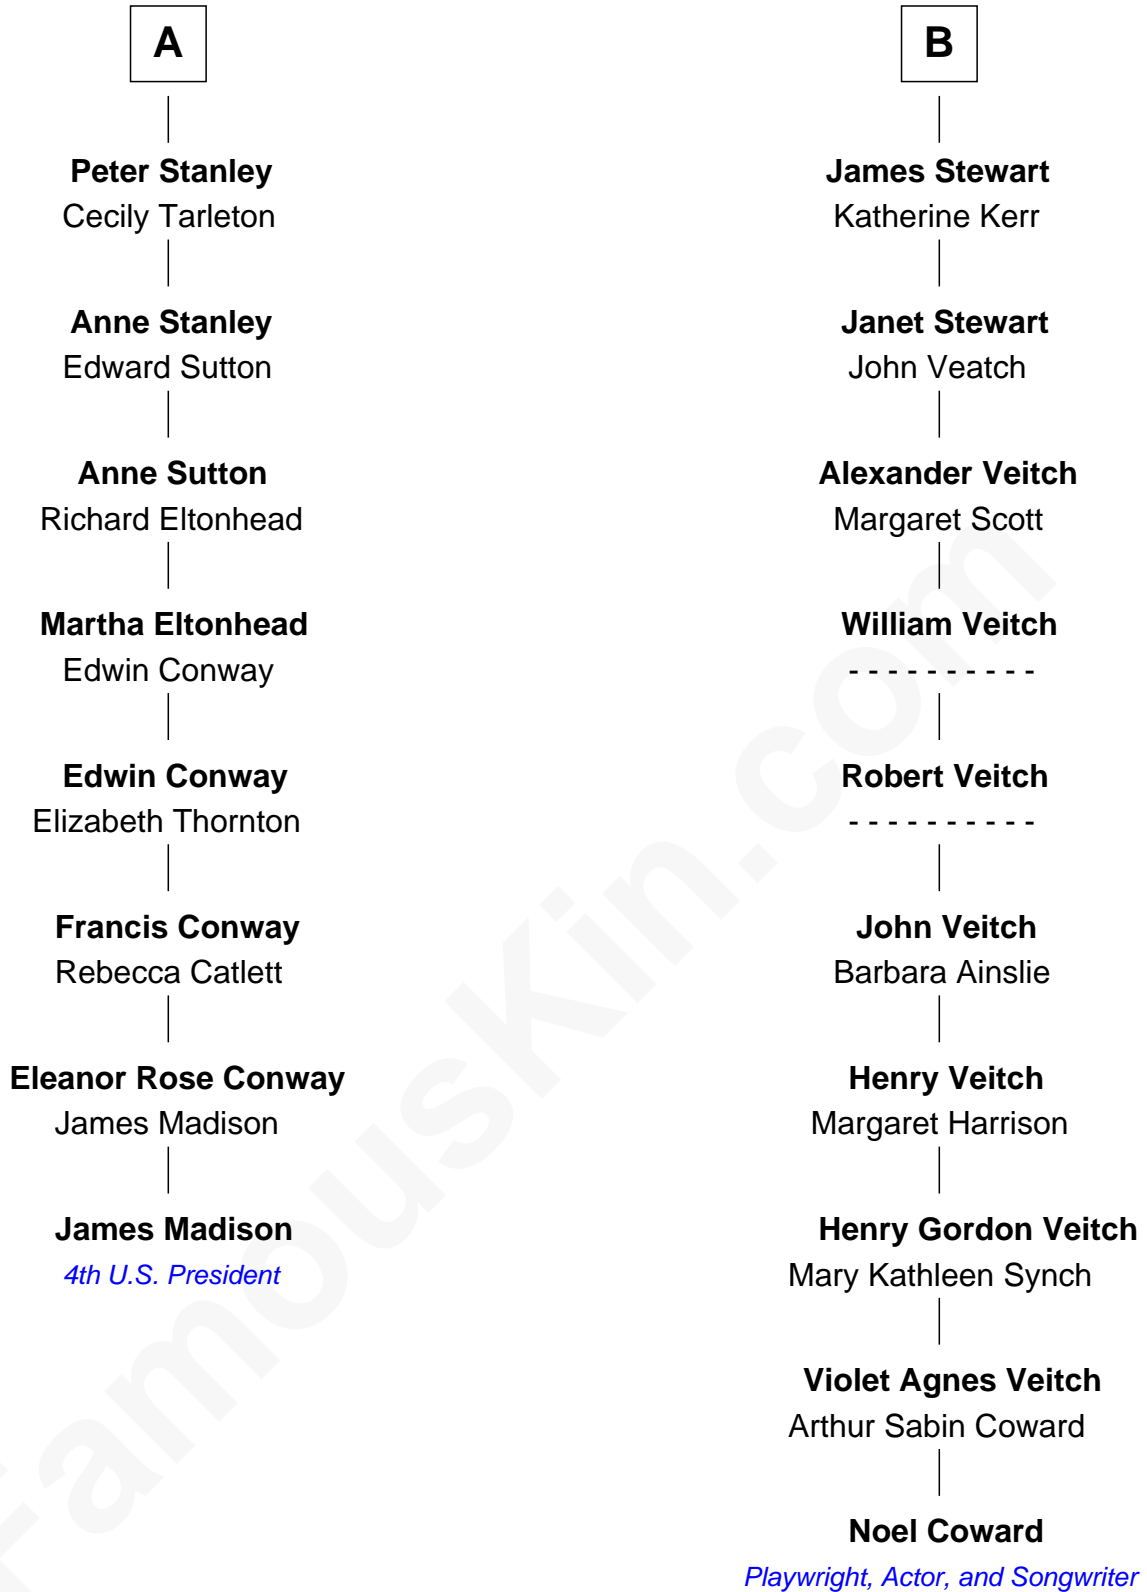 A
Peter Stanley
Cecily Tarleton
Anne Stanley
Edward Sutton
Anne Sutton
Richard Eltonhead
Martha Eltonhead
Edwin Conway
Edwin Conway
Elizabeth Thornton
Francis Conway
Rebecca Catlett
Eleanor Rose Conway
James Madison
James Madison
4th U.S. President
B
James Stewart
Katherine Kerr
Janet Stewart
John Veatch
Alexander Veitch
Margaret Scott
William Veitch
- - - - - - - - - -
Robert Veitch
- - - - - - - - - -
John Veitch
Barbara Ainslie
Henry Veitch
Margaret Harrison
Henry Gordon Veitch
Mary Kathleen Synch
Violet Agnes Veitch
Arthur Sabin Coward
Noel Coward
Playwright, Actor, and Songwriter
FamousKin.com